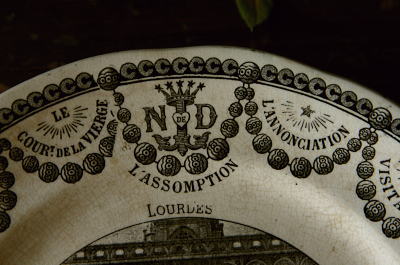 LE
COUR.T DE LA VIERGE
N DE D
L'ASSOMPTION
L'ANNONCIATION
LOURDES